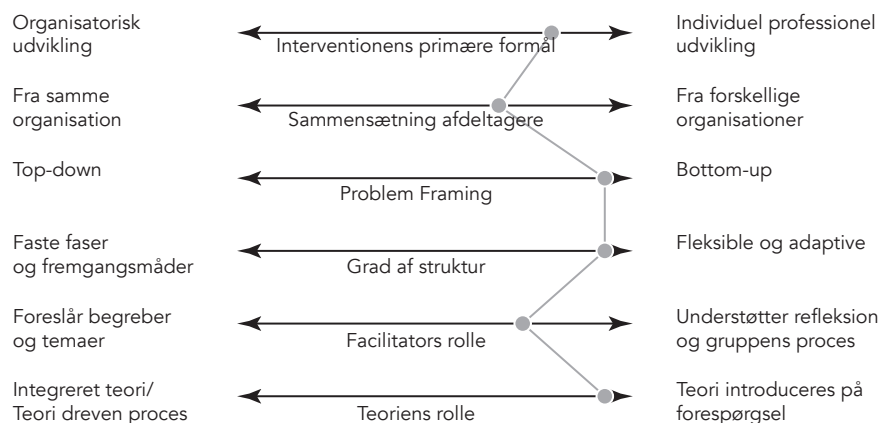 Organisatorisk
udvikling
Interventionens primære formål
Individuel professionel
udvikling
Fra samme
organisation
Sammensætning afdeltagere
Fra forskellige
organisationer
Top-down
Problem Framing
Bottom-up
Faste faser
og fremgangsmåder
Grad af struktur
Fleksible og adaptive
Foreslår begreber
og temaer
Facilitators rolle
Understøtter refleksion
og gruppens proces
Integreret teori/
Teori dreven proces
Teoriens rolle
Teori introduceres på
forespørgsel